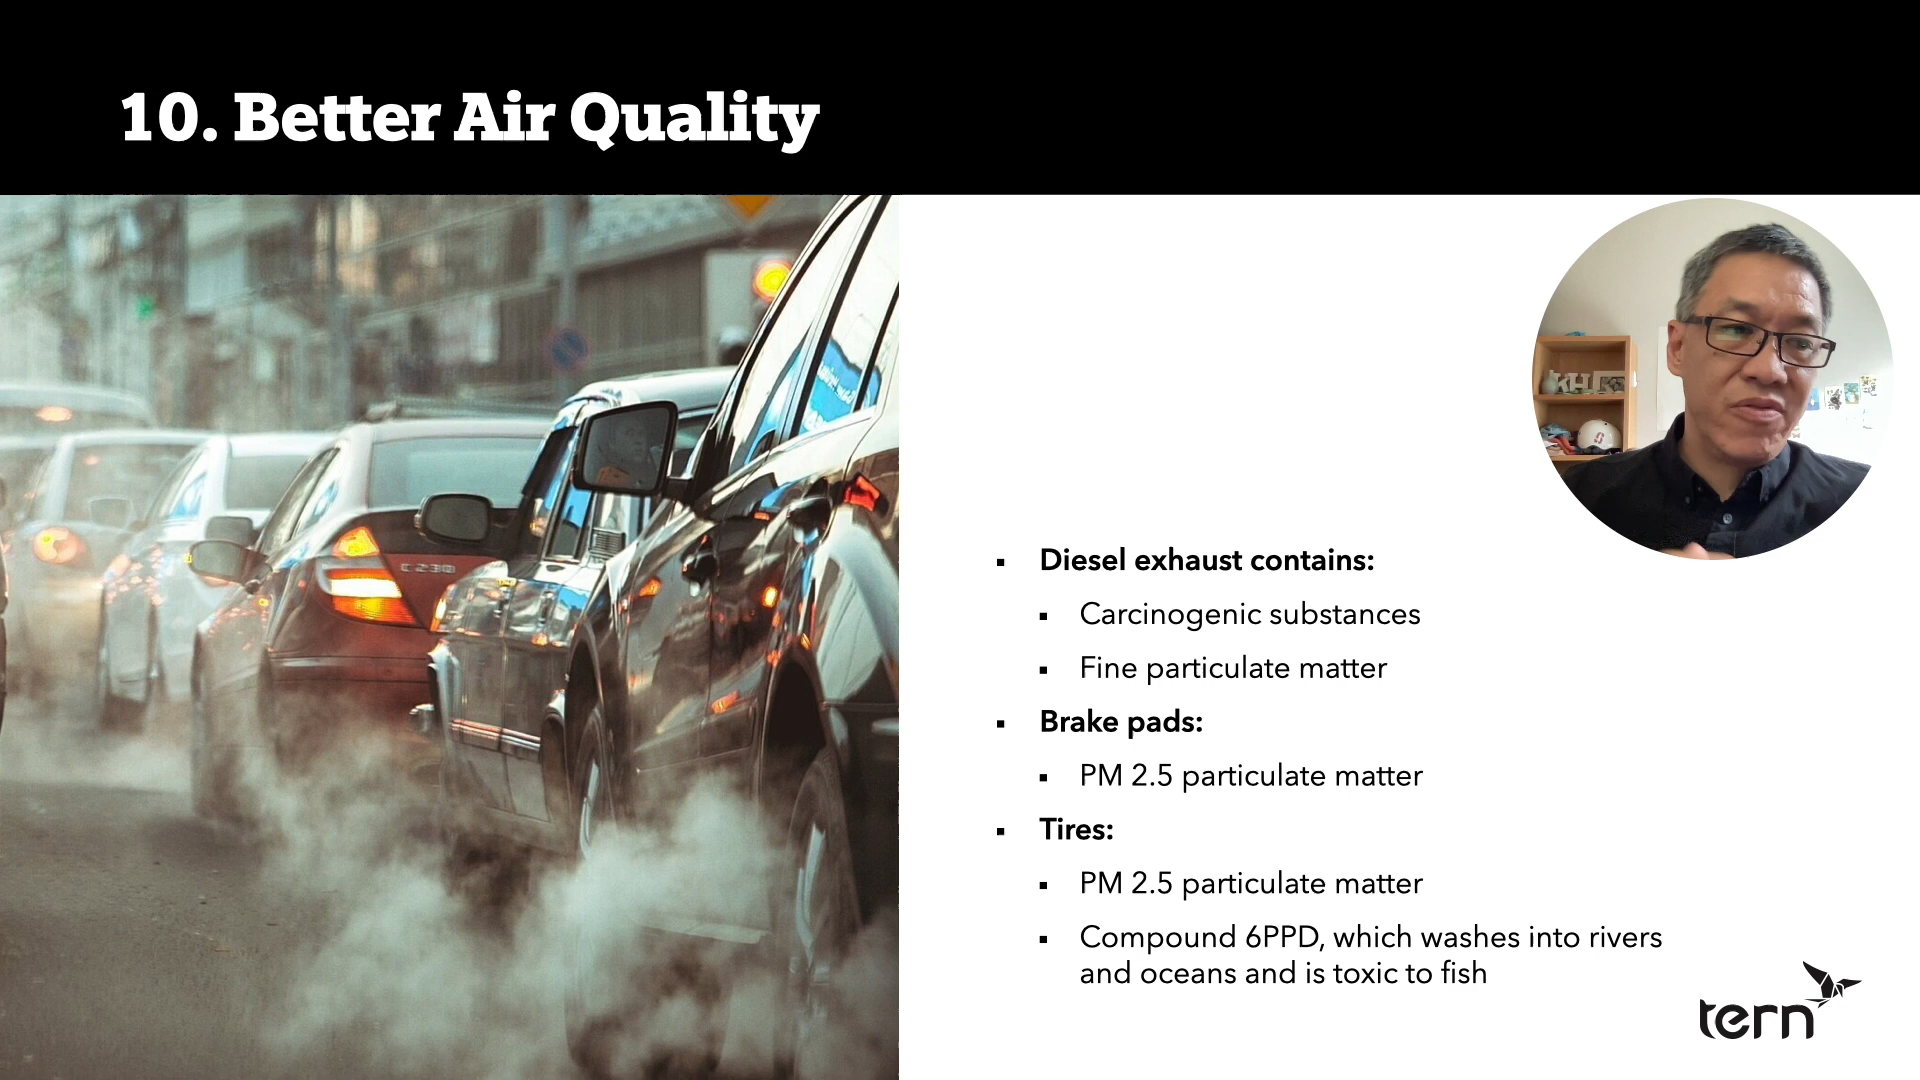 10. Better Air Quality
C 230
KH
S
Diesel exhaust contains:
Carcinogenic substances
Fine particulate matter
Brake pads:
PM 2.5 particulate matter
Tires:
PM 2.5 particulate matter
Compound 6PPD, which washes into rivers
and oceans and is toxic to fish
tern